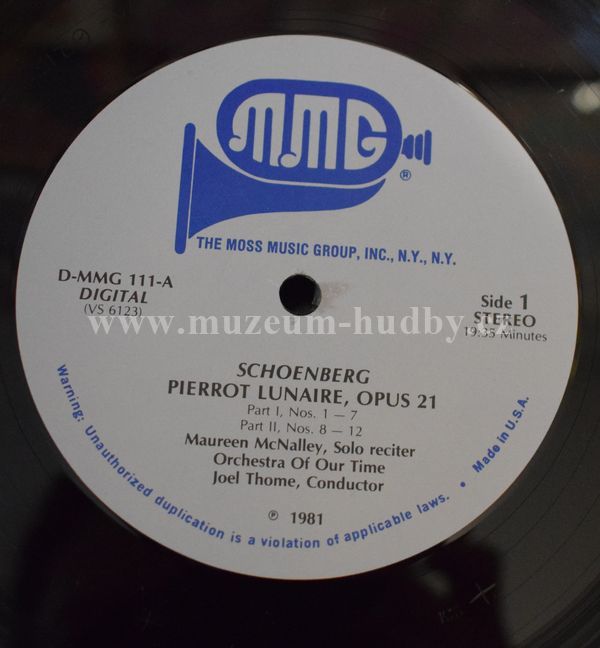 MMG
®
THE MOSS MUSIC GROUP, INC., N.Y., N.Y.
D-MMG 111-A
DIGITAL
(VS 6123)
Side 1
STEREO
19:35 Minutes
www.muzeum-hudby.cz
SCHOENBERG
PIERROT LUNAIRE, OPUS 21
Part I, Nos. 1 — 7
Part II, Nos. 8 — 12
Maureen McNalley, Solo reciter
Orchestra Of Our Time
Joel Thome, Conductor
℗ 1981
Warning: Unauthorized duplication is a violation of applicable laws. • Made in U.S.A.